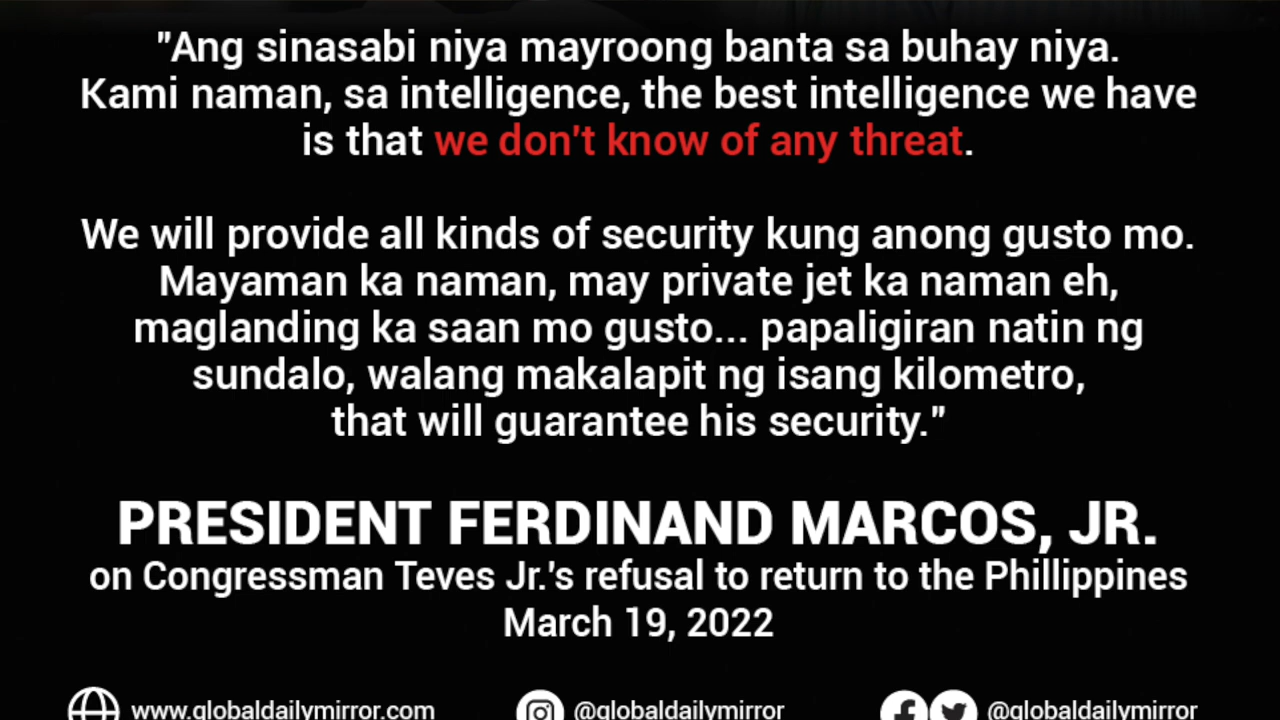 "Ang sinasabi niya mayroong banta sa buhay niya.
Kami naman, sa intelligence, the best intelligence we have
is that we don't know of any threat.
We will provide all kinds of security kung anong gusto mo.
Mayaman ka naman, may private jet ka naman eh,
maglanding ka saan mo gusto... papaligiran natin ng
sundalo, walang makalapit ng isang kilometro,
that will guarantee his security."
PRESIDENT FERDINAND MARCOS, JR.
on Congressman Teves Jr.'s refusal to return to the Phillippines
March 19, 2022
www.globaldailymirror.com @globaldailymirror @globaldailymirror